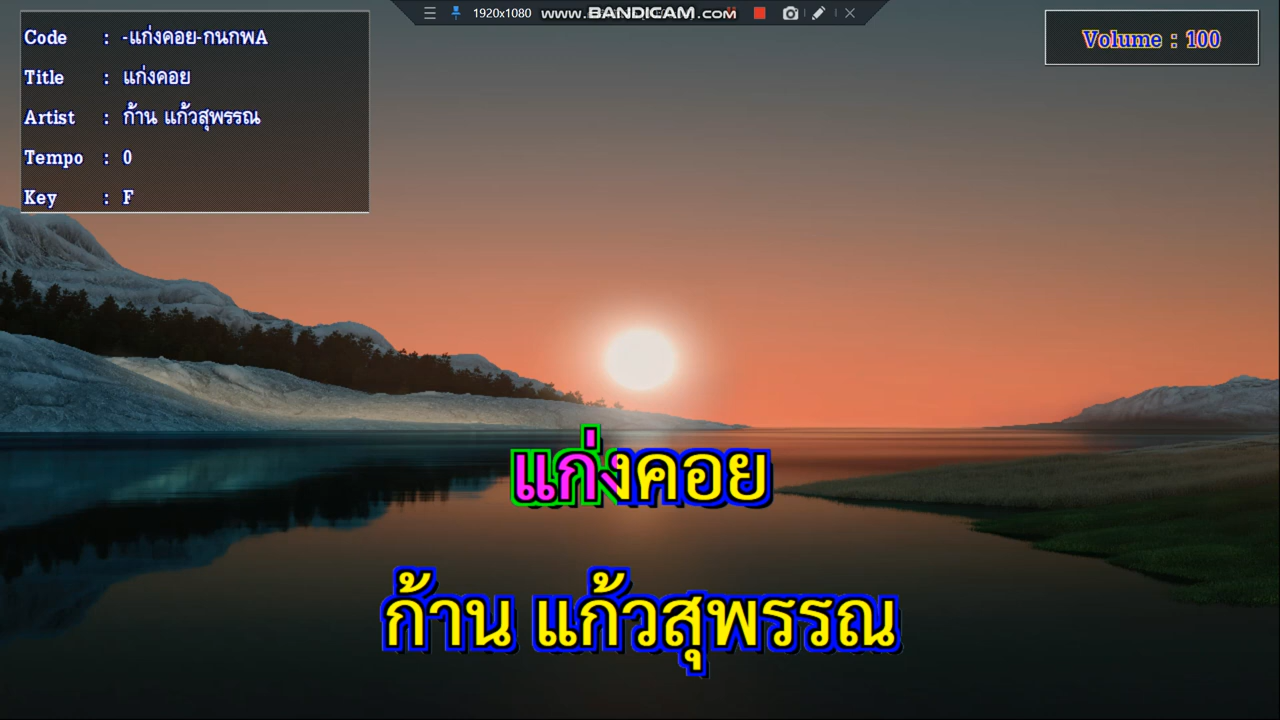 1920x1080 www.BANDICAM.com
Code : -แก่งคอย-กนกพA
Title : แก่งคอย
Artist : ก้าน แก้วสุพรรณ
Tempo : 0
Key : F
Volume : 100
แก่งคอย
ก้าน แก้วสุพรรณ